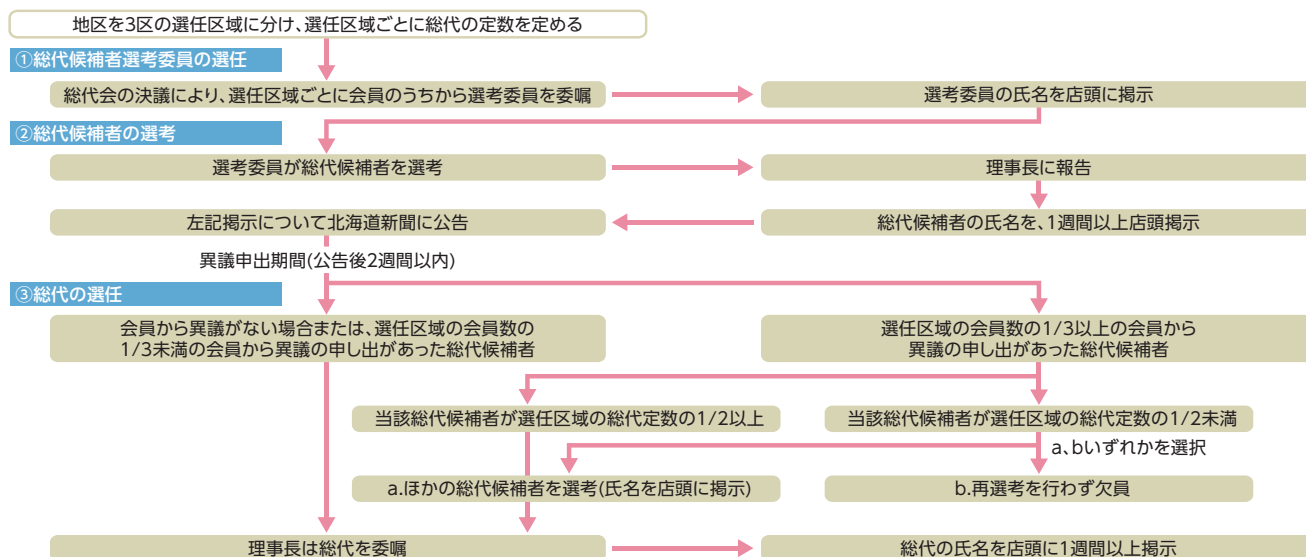 地区を3区の選任区域に分け、選任区域ごとに総代の定数を定める
①総代候補者選考委員の選任
総代会の決議により、選任区域ごとに会員のうちから選考委員を委嘱
選考委員の氏名を店頭に掲示
②総代候補者の選考
選考委員が総代候補者を選考
理事長に報告
左記掲示について北海道新聞に公告
総代候補者の氏名を、1週間以上店頭掲示
異議申出期間(公告後2週間以内)
③総代の選任
会員から異議がない場合または、選任区域の会員数の
1/3未満の会員から異議の申し出があった総代候補者
選任区域の会員数の1/3以上の会員から
異議の申し出があった総代候補者
当該総代候補者が選任区域の総代定数の1/2以上
当該総代候補者が選任区域の総代定数の1/2未満
a、bいずれかを選択
a.ほかの総代候補者を選考(氏名を店頭に掲示)
b.再選考を行わず欠員
理事長は総代を委嘱
総代の氏名を店頭に1週間以上掲示